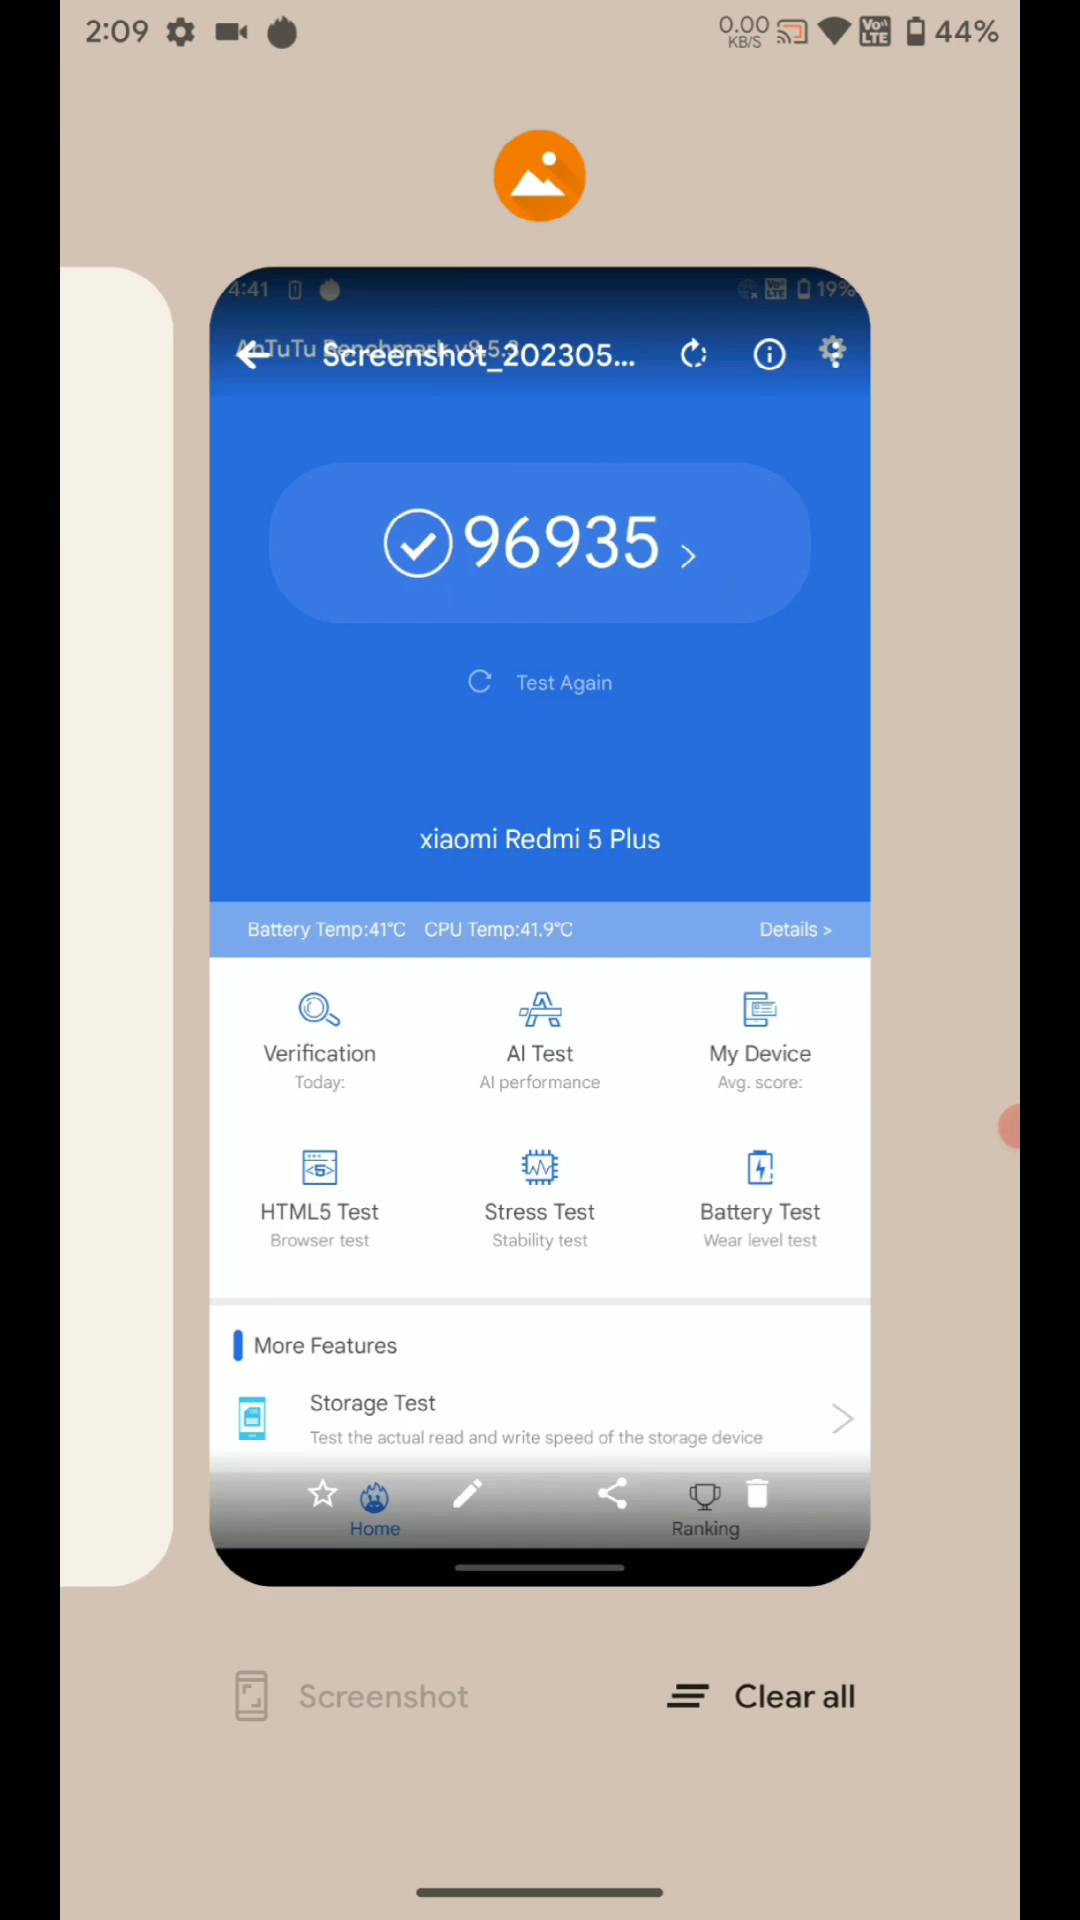 2:09 0.00 KB/S VoLTE 44%
4:41 VoLTE 19%
AnTuTu Benchmark v9.5.
Screenshot_202305...
96935 >
Test Again
xiaomi Redmi 5 Plus
Battery Temp:41°C CPU Temp:41.9°C Details >
Verification AI Test My Device
Today: AI performance Avg. score:
HTML5 Test Stress Test Battery Test
Browser test Stability test Wear level test
More Features
Storage Test
Test the actual read and write speed of the storage device
Home Ranking
Screenshot Clear all